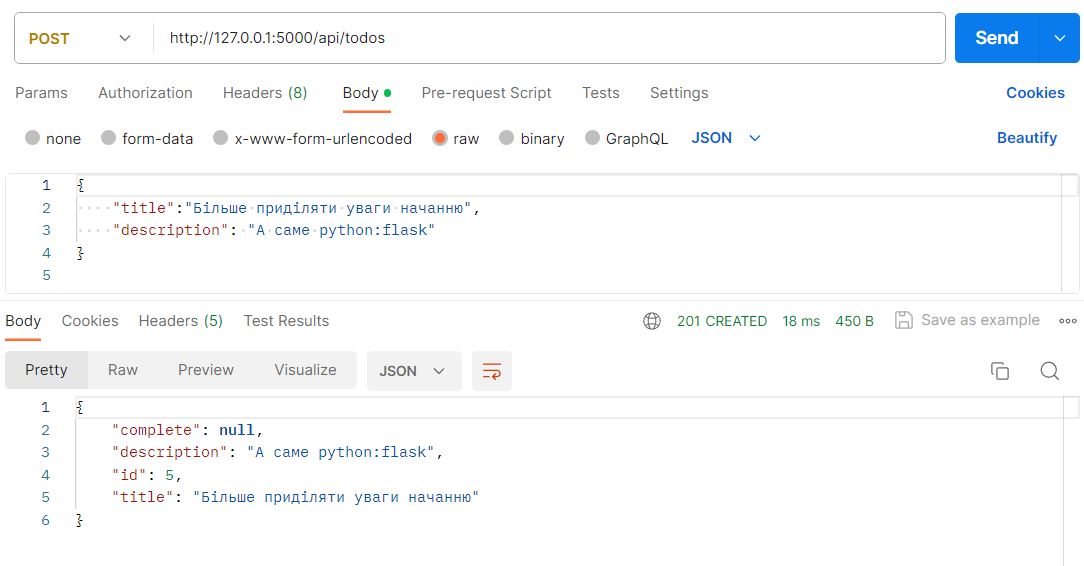 POST http://127.0.0.1:5000/api/todos Send
Params Authorization Headers (8) Body Pre-request Script Tests Settings Cookies
none form-data x-www-form-urlencoded raw binary GraphQL JSON Beautify
1 {
2 "title":"Більше приділяти уваги начанню",
3 "description": "А саме python:flask"
4 }
5
Body Cookies Headers (5) Test Results 201 CREATED 18 ms 450 B Save as example
Pretty Raw Preview Visualize JSON
1 {
2 "complete": null,
3 "description": "А саме python:flask",
4 "id": 5,
5 "title": "Більше приділяти уваги начанню"
6 }